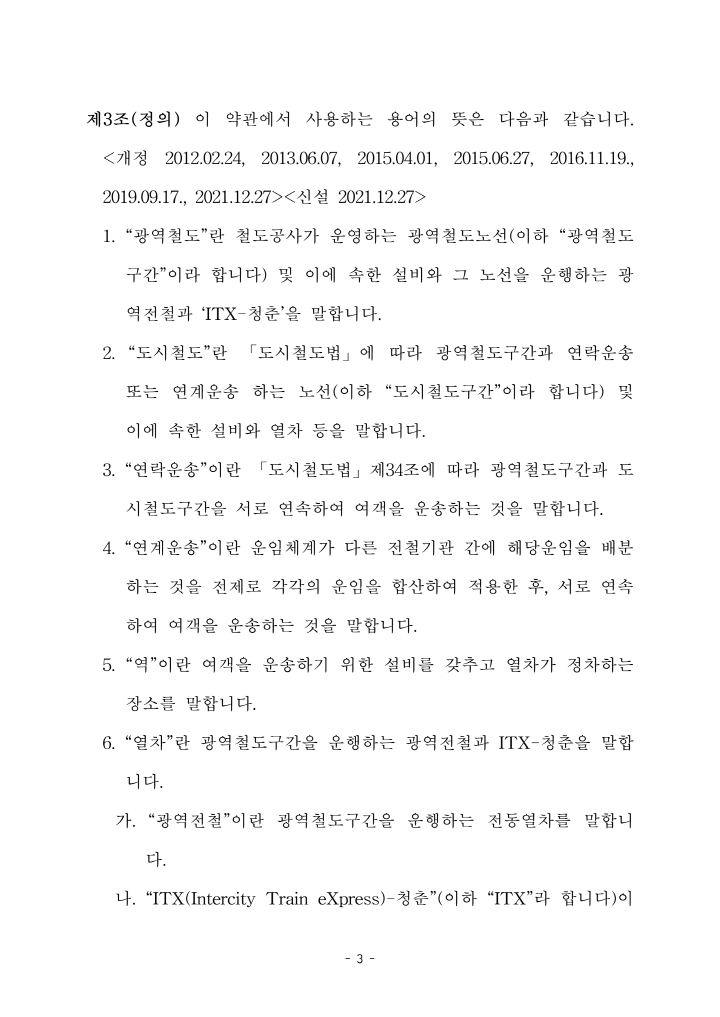 제3조(정의) 이 약관에서 사용하는 용어의 뜻은 다음과 같습니다.
<개정 2012.02.24, 2013.06.07, 2015.04.01, 2015.06.27, 2016.11.19.,
2019.09.17., 2021.12.27><신설 2021.12.27>
1. “광역철도”란 철도공사가 운영하는 광역철도노선(이하 “광역철도
구간”이라 합니다) 및 이에 속한 설비와 그 노선을 운행하는 광
역전철과 ‘ITX-청춘’을 말합니다.
2. “도시철도”란 「도시철도법」에 따라 광역철도구간과 연락운송
또는 연계운송 하는 노선(이하 “도시철도구간”이라 합니다) 및
이에 속한 설비와 열차 등을 말합니다.
3. “연락운송”이란 「도시철도법」제34조에 따라 광역철도구간과 도
시철도구간을 서로 연속하여 여객을 운송하는 것을 말합니다.
4. “연계운송”이란 운임체계가 다른 전철기관 간에 해당운임을 배분
하는 것을 전제로 각각의 운임을 합산하여 적용한 후, 서로 연속
하여 여객을 운송하는 것을 말합니다.
5. “역”이란 여객을 운송하기 위한 설비를 갖추고 열차가 정차하는
장소를 말합니다.
6. “열차”란 광역철도구간을 운행하는 광역전철과 ITX-청춘을 말합
니다.
가. “광역전철”이란 광역철도구간을 운행하는 전동열차를 말합니
다.
나. “ITX(Intercity Train eXpress)-청춘”(이하 “ITX”라 합니다)이
- 3 -